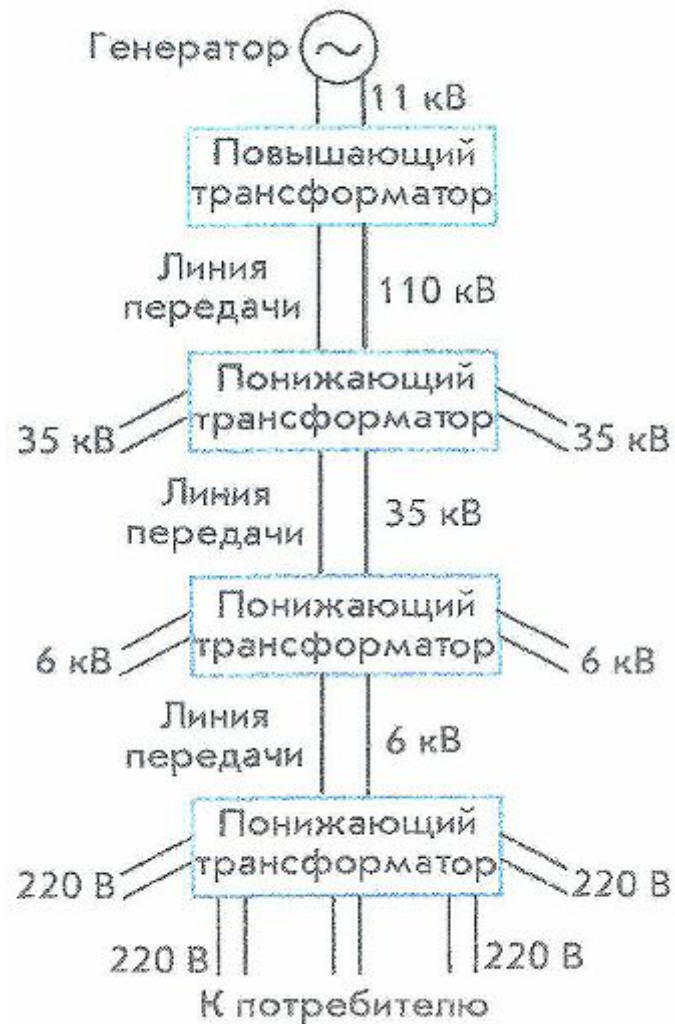 Генератор
11 кВ
Повышающий
трансформатор
Линия
передачи
110 кВ
Понижающий
трансформатор
35 кВ
35 кВ
Линия
передачи
35 кВ
Понижающий
трансформатор
6 кВ
6 кВ
Линия
передачи
6 кВ
Понижающий
трансформатор
220 В
220 В
220 В
220 В
К потребителю